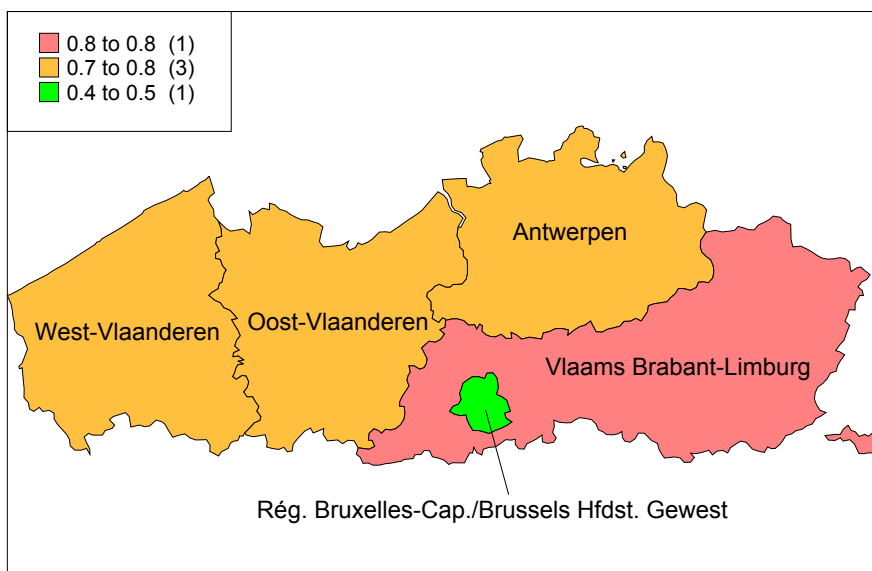 0.8 to 0.8 (1)
0.7 to 0.8 (3)
0.4 to 0.5 (1)
Antwerpen
West-Vlaanderen
Oost-Vlaanderen
Vlaams Brabant-Limburg
Rég. Bruxelles-Cap./Brussels Hfdst. Gewest